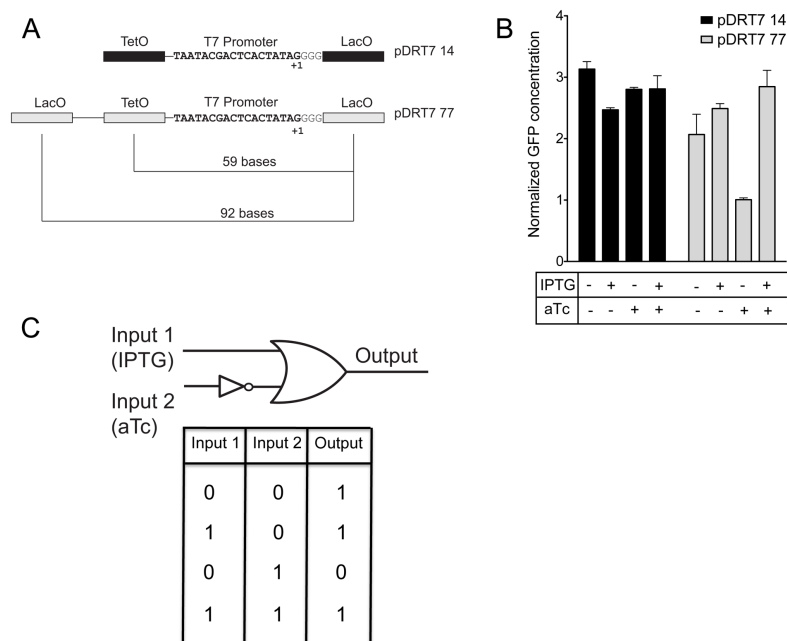 A
TetO T7 Promoter LacO
TAATACGACTCACTATAGGGG pDRT7 14
+1
LacO TetO T7 Promoter LacO
TAATACGACTCACTATAGGGG pDRT7 77
+1
59 bases
92 bases
B
pDRT7 14
pDRT7 77
Normalized GFP concentration
4
3
2
1
0
IPTG - + - + - + - +
aTc - - + + - - + +
C
Input 1
(IPTG)
Output
Input 2
(aTc)
Input 1 Input 2 Output
0 0 1
1 0 1
0 1 0
1 1 1